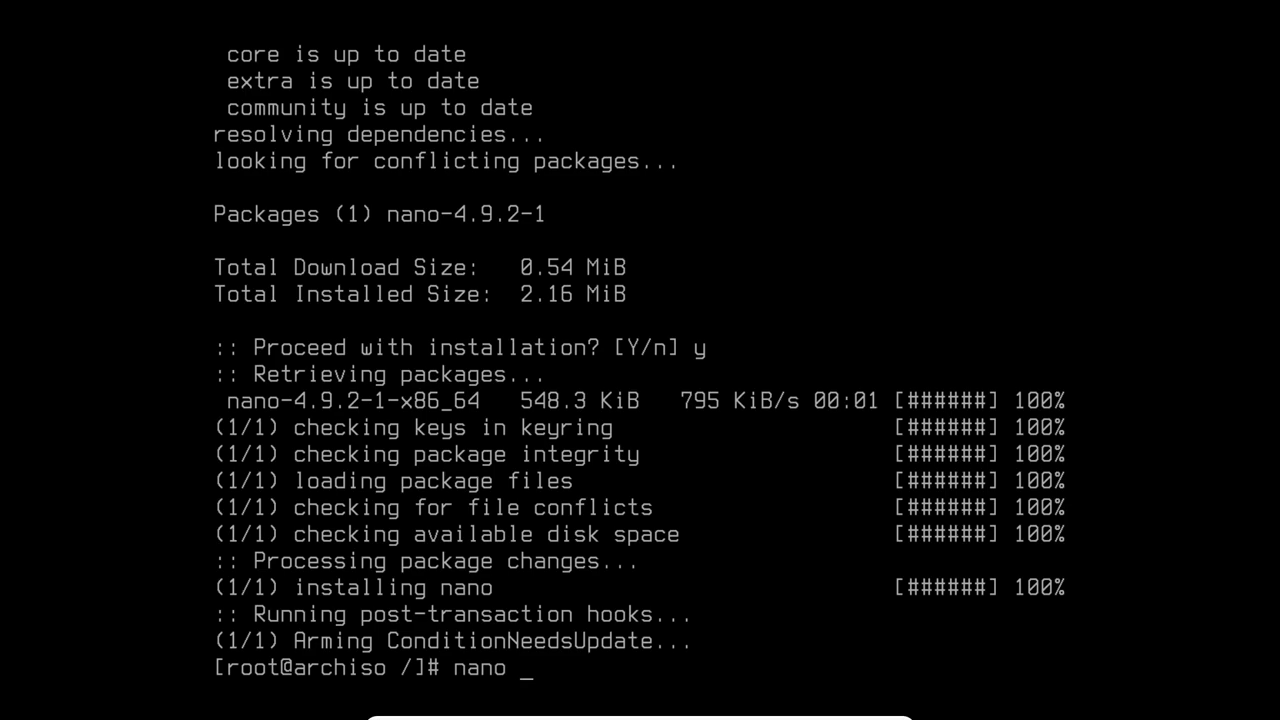 core is up to date
extra is up to date
community is up to date
resolving dependencies...
looking for conflicting packages...
Packages (1) nano-4.9.2-1
Total Download Size:   0.54 MiB
Total Installed Size:  2.16 MiB
:: Proceed with installation? [Y/n] y
:: Retrieving packages...
nano-4.9.2-1-x86_64   548.3 KiB   795 KiB/s 00:01 [######] 100%
(1/1) checking keys in keyring [######] 100%
(1/1) checking package integrity [######] 100%
(1/1) loading package files [######] 100%
(1/1) checking for file conflicts [######] 100%
(1/1) checking available disk space [######] 100%
:: Processing package changes...
(1/1) installing nano [######] 100%
:: Running post-transaction hooks...
(1/1) Arming ConditionNeedsUpdate...
[root@archiso /]# nano _